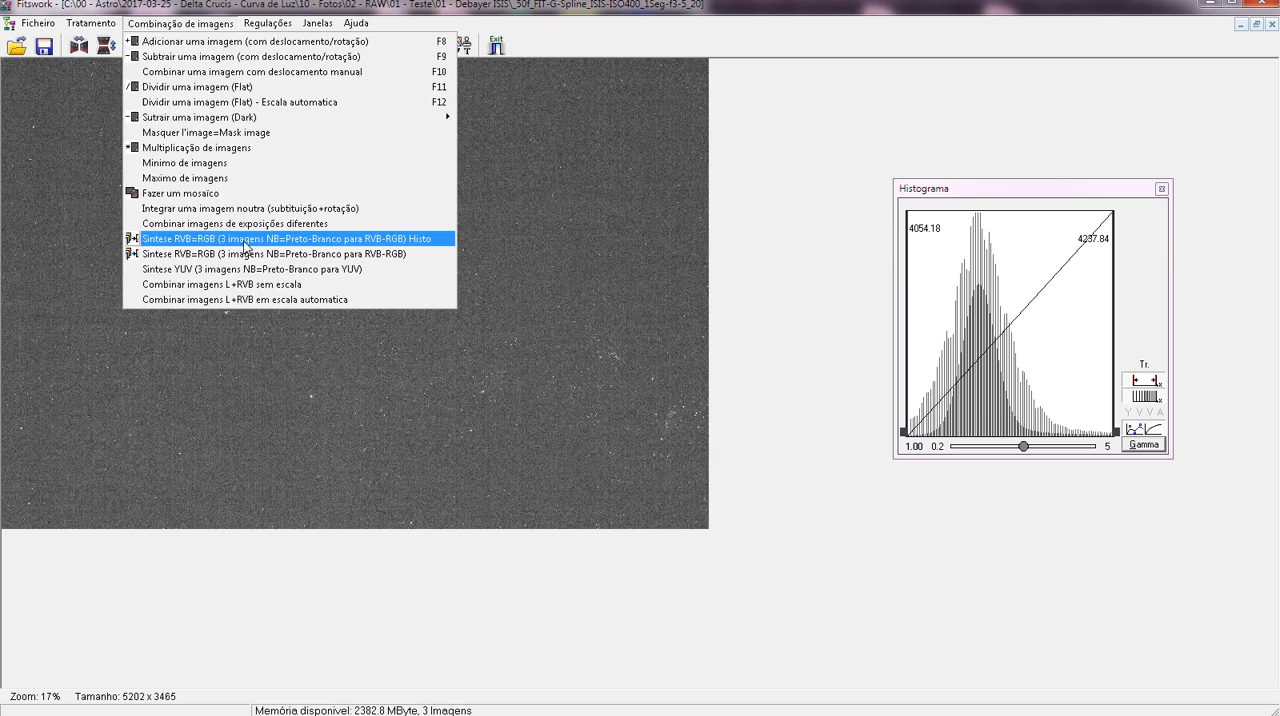 Fitswork - [C:\00 - Astro\2017-03-25 - Delta Crucis - Curva de Luz\10 - Fotos\02 - RAW\01 - Teste\01 - Debayer ISIS\_50f_FIT-G-Spline_ISIS-ISO400_1Seg-f3-5_20]
Ficheiro Tratamento Combinação de imagens Regulações Janelas Ajuda
Exit
Adicionar uma imagem (com deslocamento/rotação) F8
Subtrair uma imagem (com deslocamento/rotação) F9
Combinar uma imagem com deslocamento manual F10
Dividir uma imagem (Flat) F11
Dividir uma imagem (Flat) - Escala automatica F12
Sutrair uma imagem (Dark)
Masquer l'image=Mask image
Multiplicação de imagens
Minimo de imagens
Maximo de imagens
Fazer um mosaïco
Integrar uma imagem noutra (subtituição+rotação)
Combinar imagens de exposições diferentes
Sintese RVB=RGB (3 imagens NB=Preto-Branco para RVB-RGB) Histo
Sintese RVB=RGB (3 imagens NB=Preto-Branco para RVB-RGB)
Sintese YUV (3 imagens NB=Preto-Branco para YUV)
Combinar imagens L+RVB sem escala
Combinar imagens L+RVB em escala automatica
Histograma
4054.18
4237.84
Tr.
Y V V A
1.00 0.2 5 Gamma
Zoom: 17% Tamanho: 5202 x 3465
Memória disponivel: 2382.8 MByte, 3 Imagens